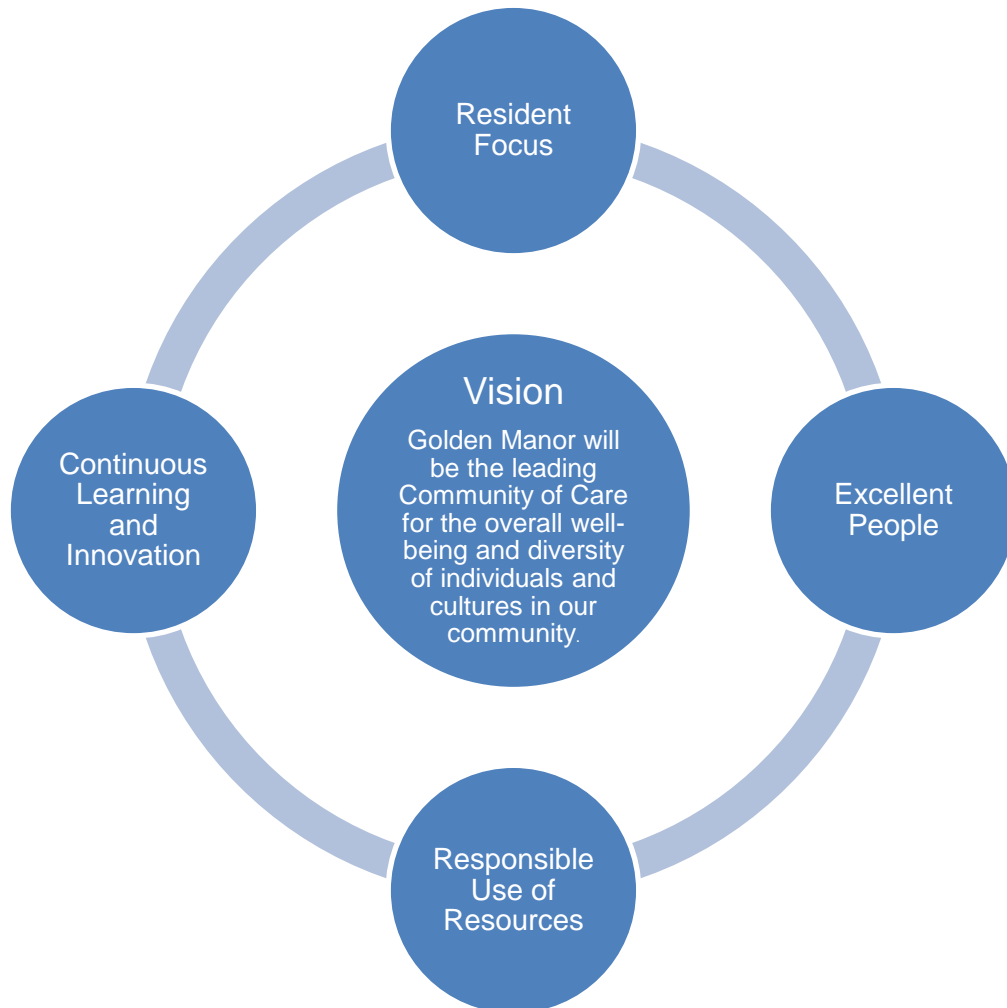 Resident
Focus
Vision
Golden Manor will
be the leading
Community of Care
for the overall well-
being and diversity
of individuals and
cultures in our
community.
Continuous
Learning
and
Innovation
Excellent
People
Responsible
Use of
Resources